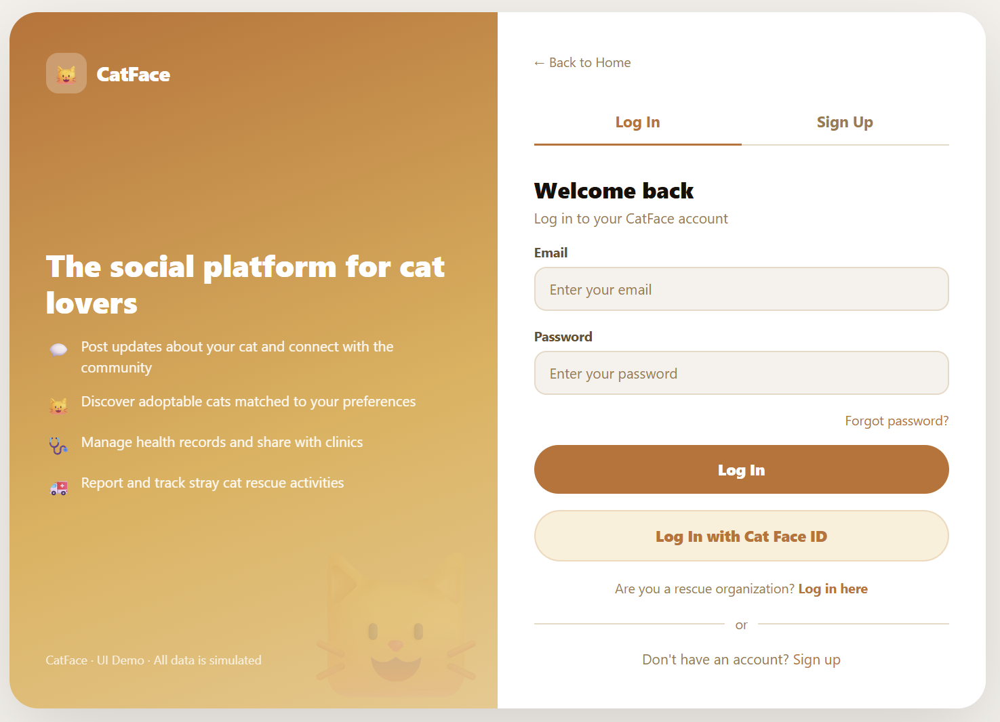 CatFace
The social platform for cat
lovers
Post updates about your cat and connect with the
community
Discover adoptable cats matched to your preferences
Manage health records and share with clinics
Report and track stray cat rescue activities
CatFace · UI Demo · All data is simulated
← Back to Home
Log In
Sign Up
Welcome back
Log in to your CatFace account
Email
Enter your email
Password
Enter your password
Forgot password?
Log In
Log In with Cat Face ID
Are you a rescue organization? Log in here
or
Don't have an account? Sign up